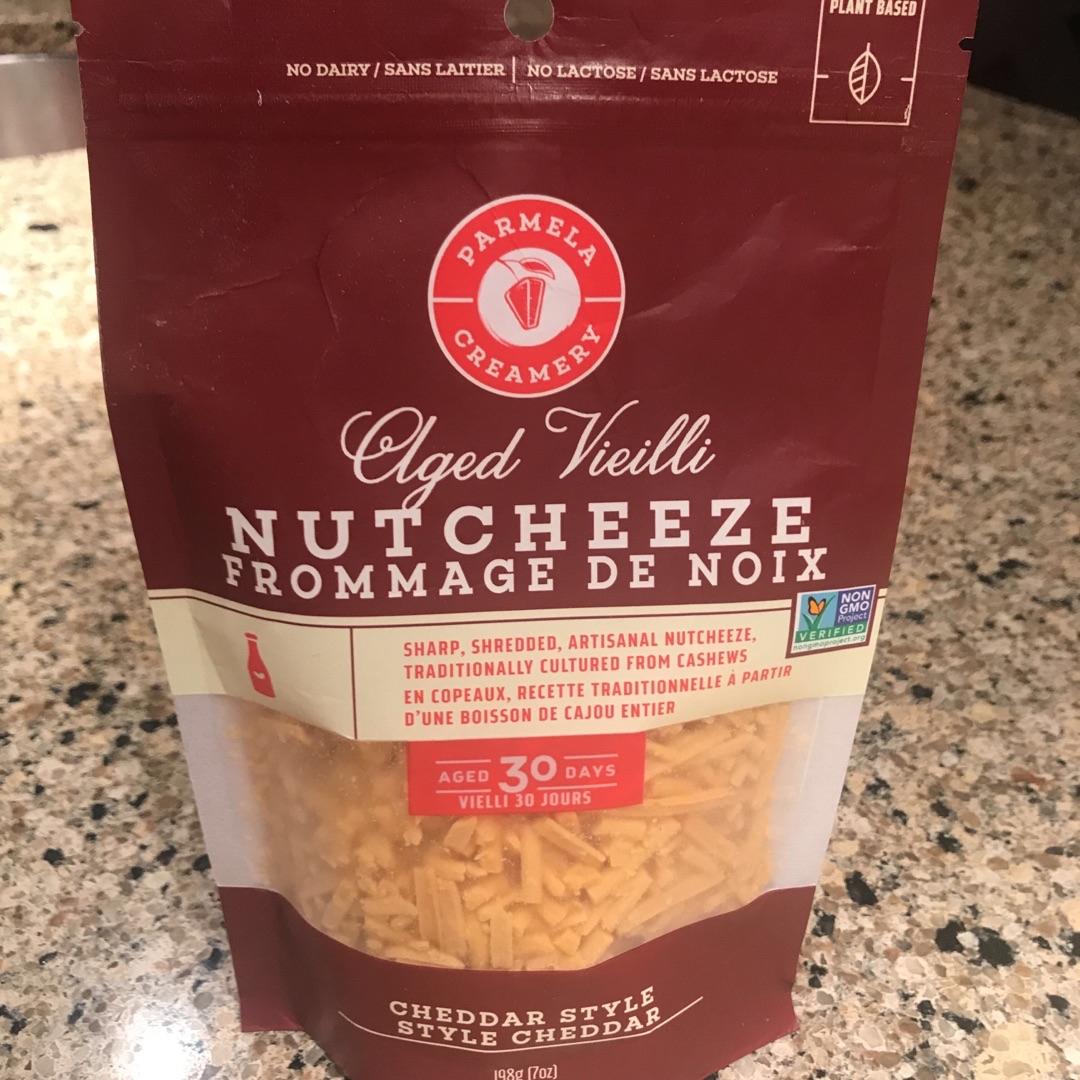 PLANT BASED
NO DAIRY / SANS LAITIER | NO LACTOSE / SANS LACTOSE
PARMELA
CREAMERY
Aged Vieilli
NUTCHEEZE
FROMMAGE DE NOIX
NON
GMO
Project
VERIFIED
nongmoproject.org
SHARP, SHREDDED, ARTISANAL NUTCHEEZE,
TRADITIONALLY CULTURED FROM CASHEWS
EN COPEAUX, RECETTE TRADITIONNELLE À PARTIR
D'UNE BOISSON DE CAJOU ENTIER
AGED 30 DAYS
VIELLI 30 JOURS
CHEDDAR STYLE
STYLE CHEDDAR
198g (7oz)